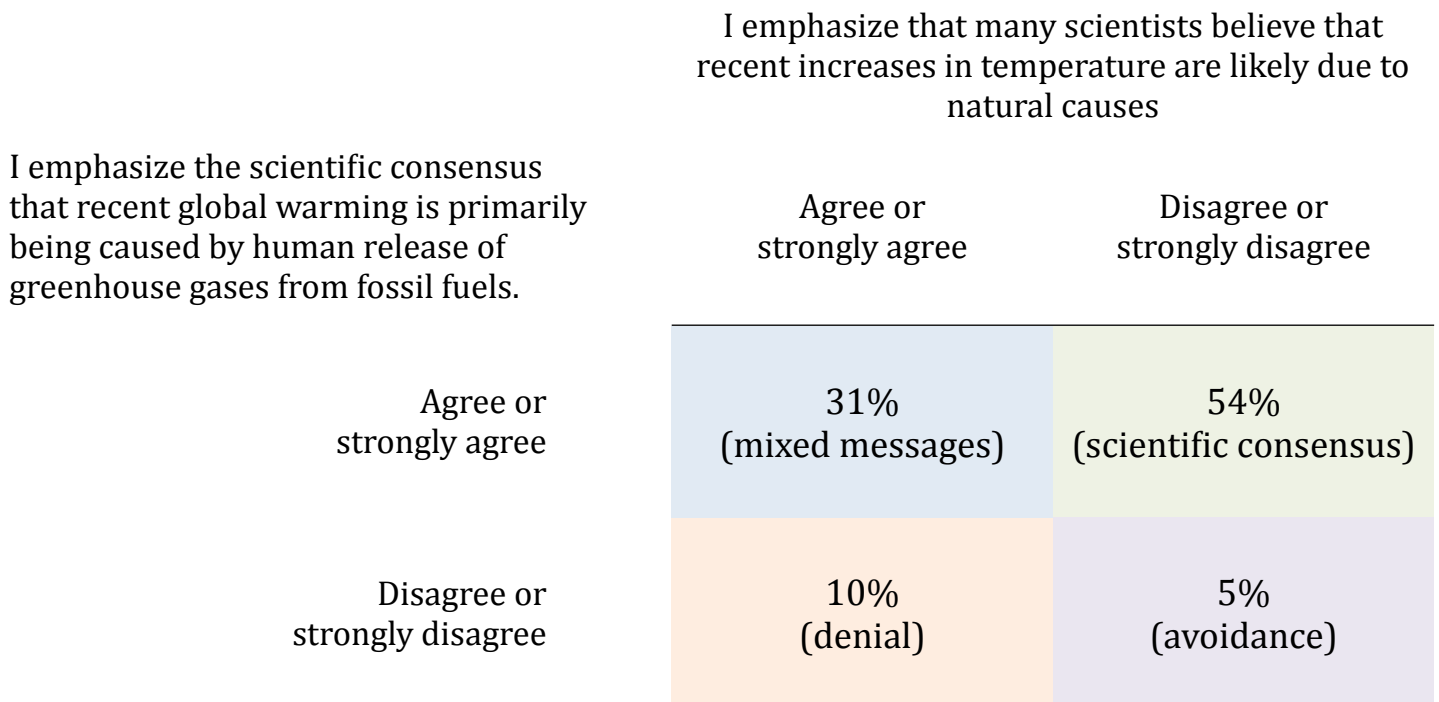 I emphasize that many scientists believe that
recent increases in temperature are likely due to
natural causes
I emphasize the scientific consensus
that recent global warming is primarily
being caused by human release of
greenhouse gases from fossil fuels.
Agree or
strongly agree
Disagree or
strongly disagree
Agree or
strongly agree
31%
(mixed messages)
54%
(scientific consensus)
Disagree or
strongly disagree
10%
(denial)
5%
(avoidance)